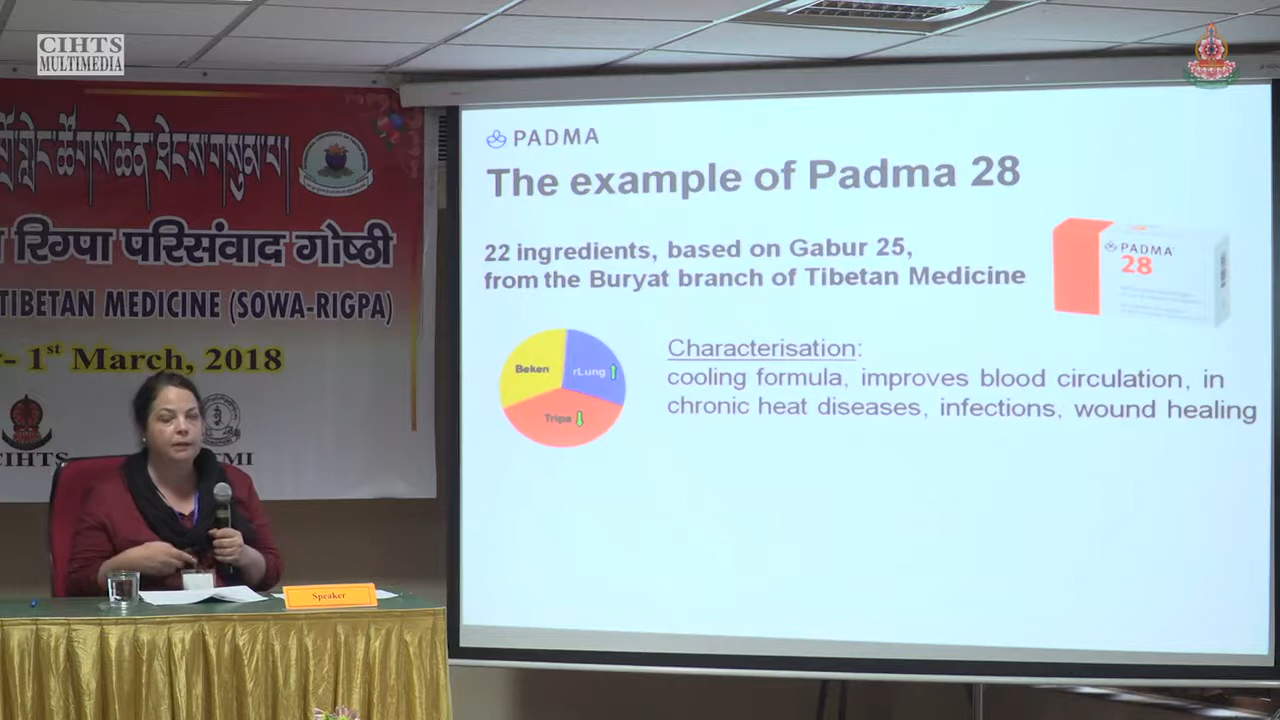 CIHTS
MULTIMEDIA
རིགྤ
रिग्पा परिसंवाद गोष्ठी
TIBETAN MEDICINE (SOWA-RIGPA)
- 1st March, 2018
CIHTS
Speaker
PADMA
The example of Padma 28
22 ingredients, based on Gabur 25,
from the Buryat branch of Tibetan Medicine
PADMA
28
Beken
rLung
Tripa
Characterisation:
cooling formula, improves blood circulation, in
chronic heat diseases, infections, wound healing